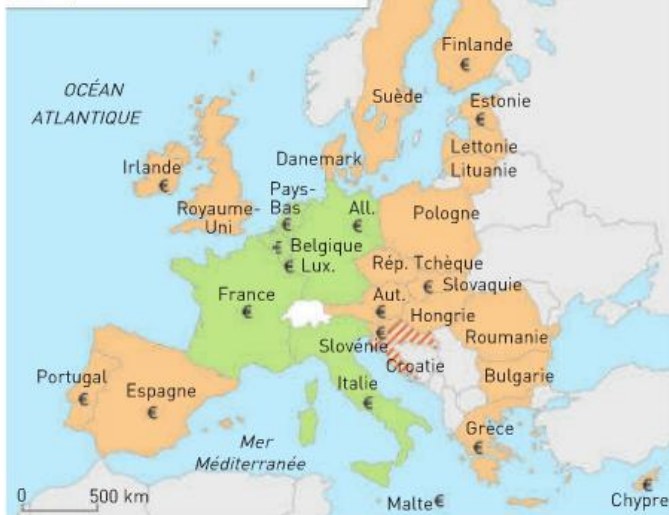 Finlande
€
OCÉAN
ATLANTIQUE
Suède
Estonie
€
Lettonie
Lituanie
Irlande
€
Danemark
Royaume-
Uni
Pays-
Bas
€
All.
€
Pologne
€ Belgique
€ Lux.
Rép. Tchèque
€ Slovaquie
France
€
Aut.
€
Hongrie
€
Slovénie
Croatie
Roumanie
Bulgarie
Portugal
€
Espagne
€
Italie
€
Grèce
€
Mer
Méditerranée
0 500 km
Malte €
€
Chypre